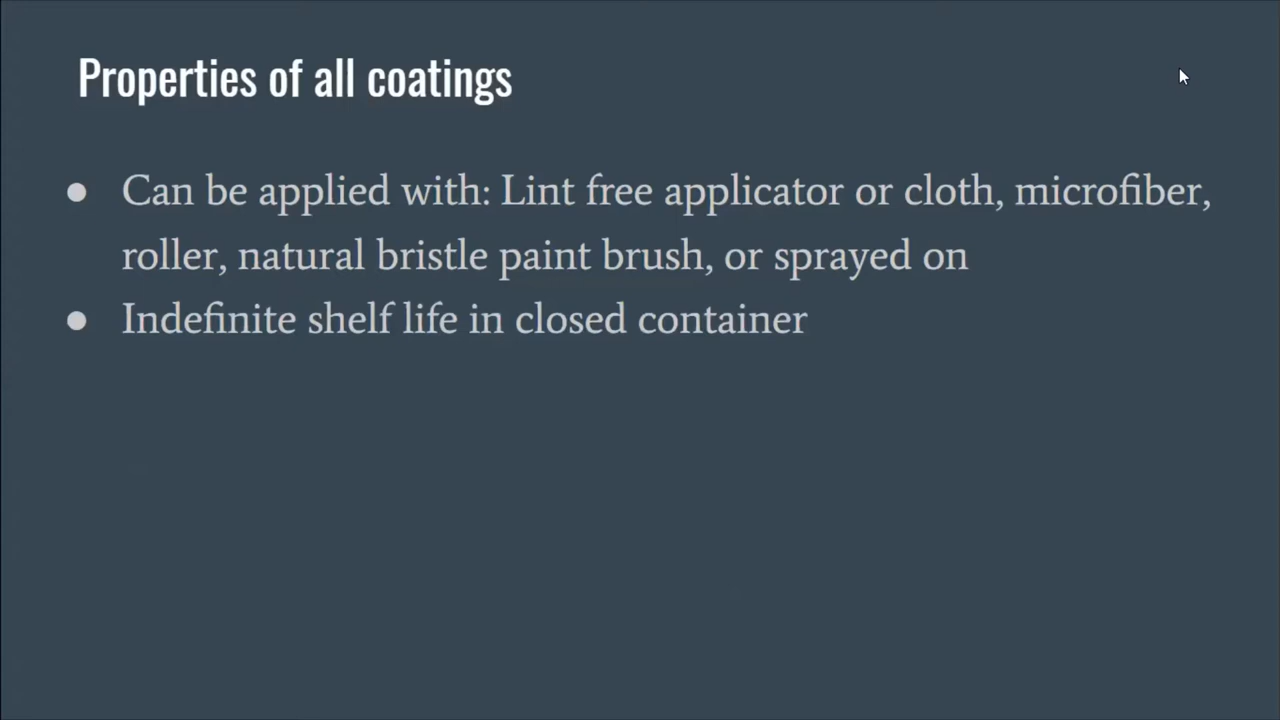 Properties of all coatings
● Can be applied with: Lint free applicator or cloth, microfiber,
roller, natural bristle paint brush, or sprayed on
● Indefinite shelf life in closed container